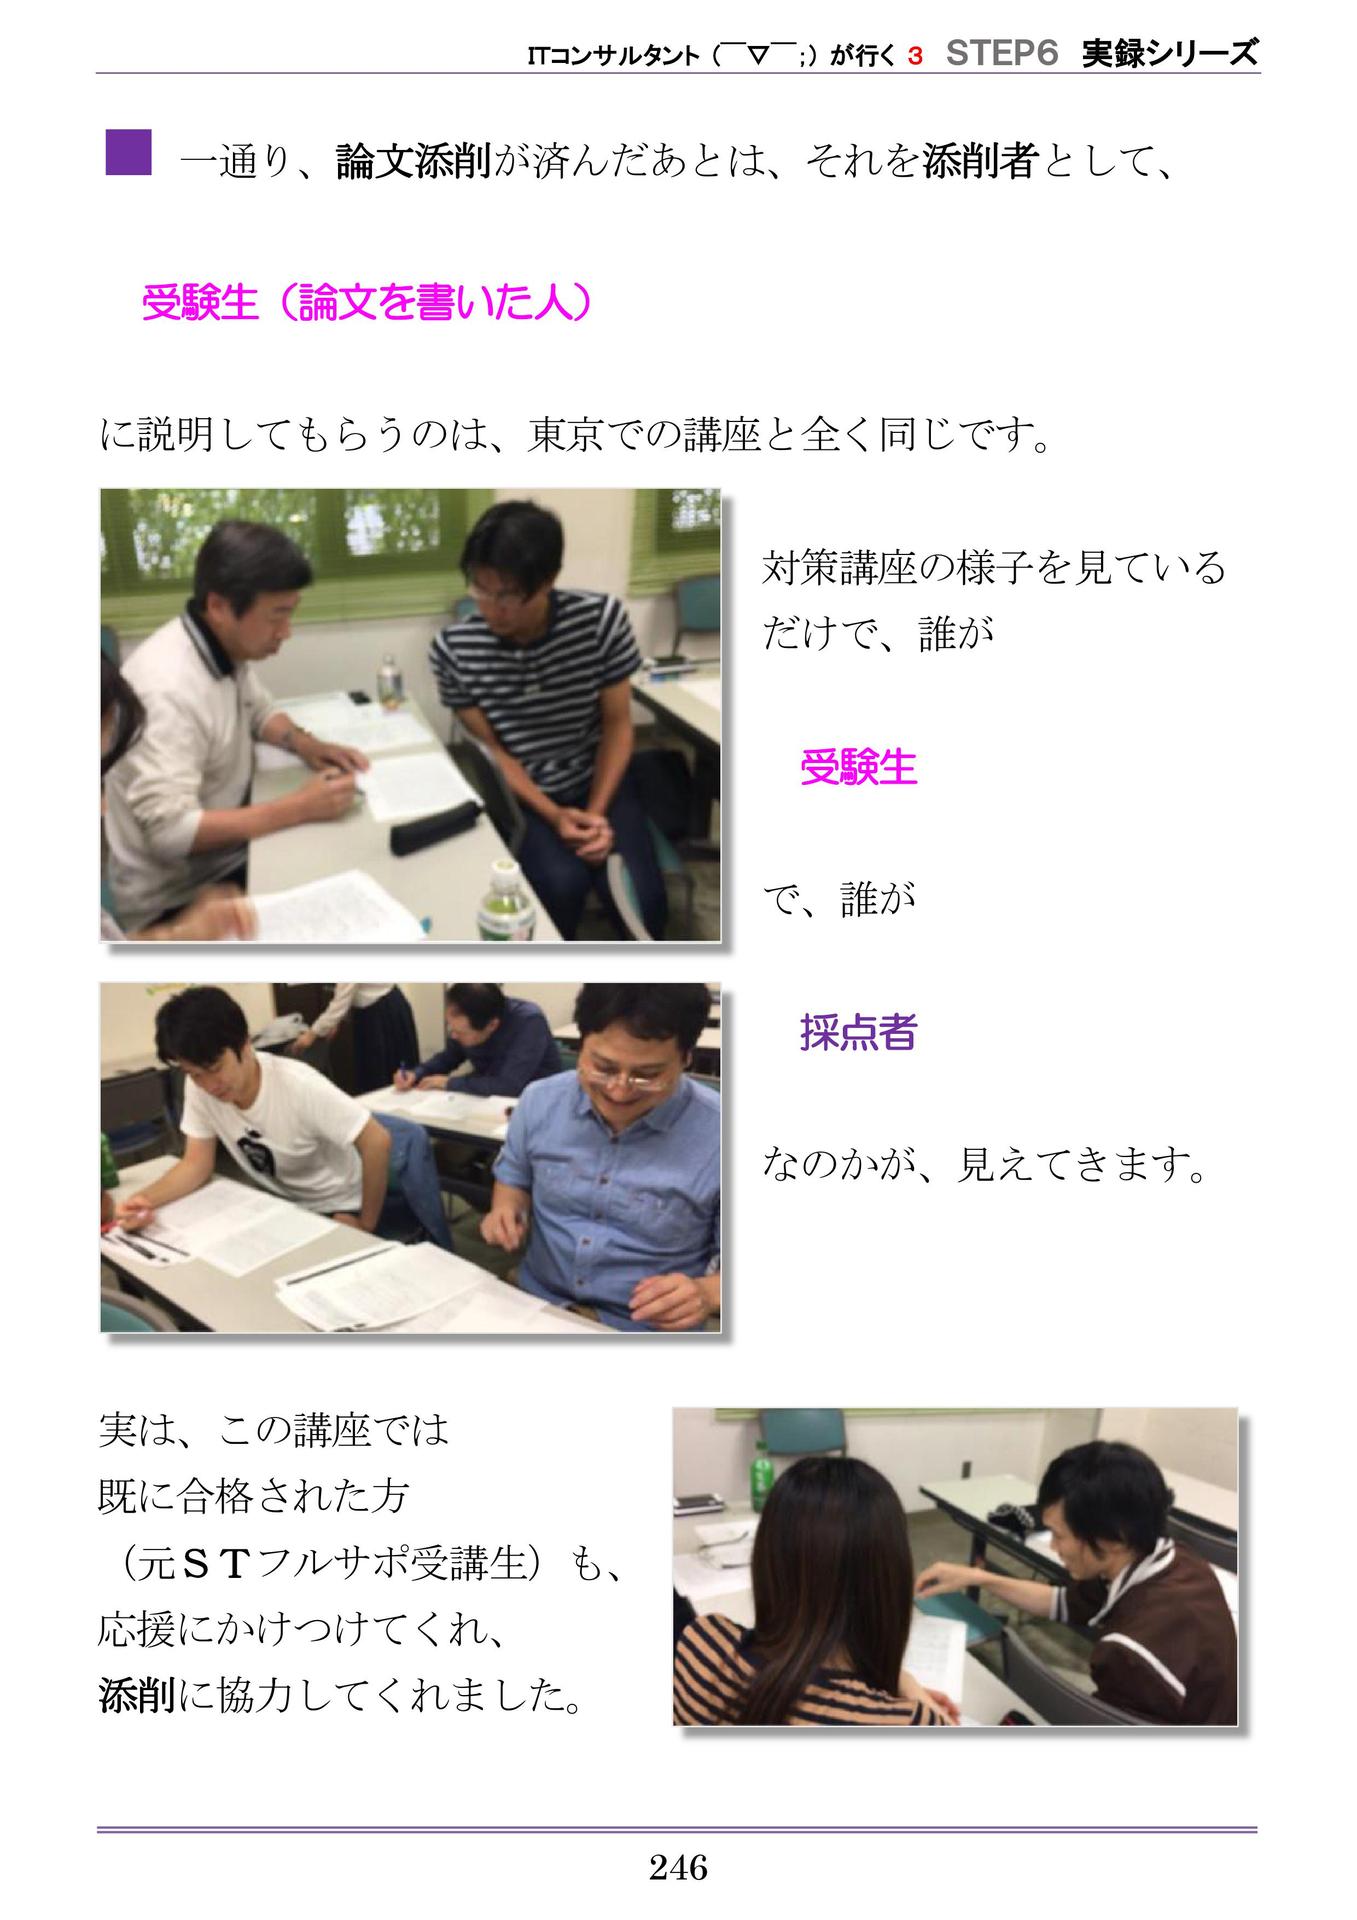 ITコンサルタント（￣▽￣;）が行く 3 STEP6 実録シリーズ
■ 一通り、論文添削が済んだあとは、それを添削者として、
受験生（論文を書いた人）
に説明してもらうのは、東京での講座と全く同じです。
対策講座の様子を見ている
だけで、誰が
受験生
で、誰が
採点者
なのかが、見えてきます。
実は、この講座では
既に合格された方
（元ＳＴフルサポ受講生）も、
応援にかけつけてくれ、
添削に協力してくれました。
246